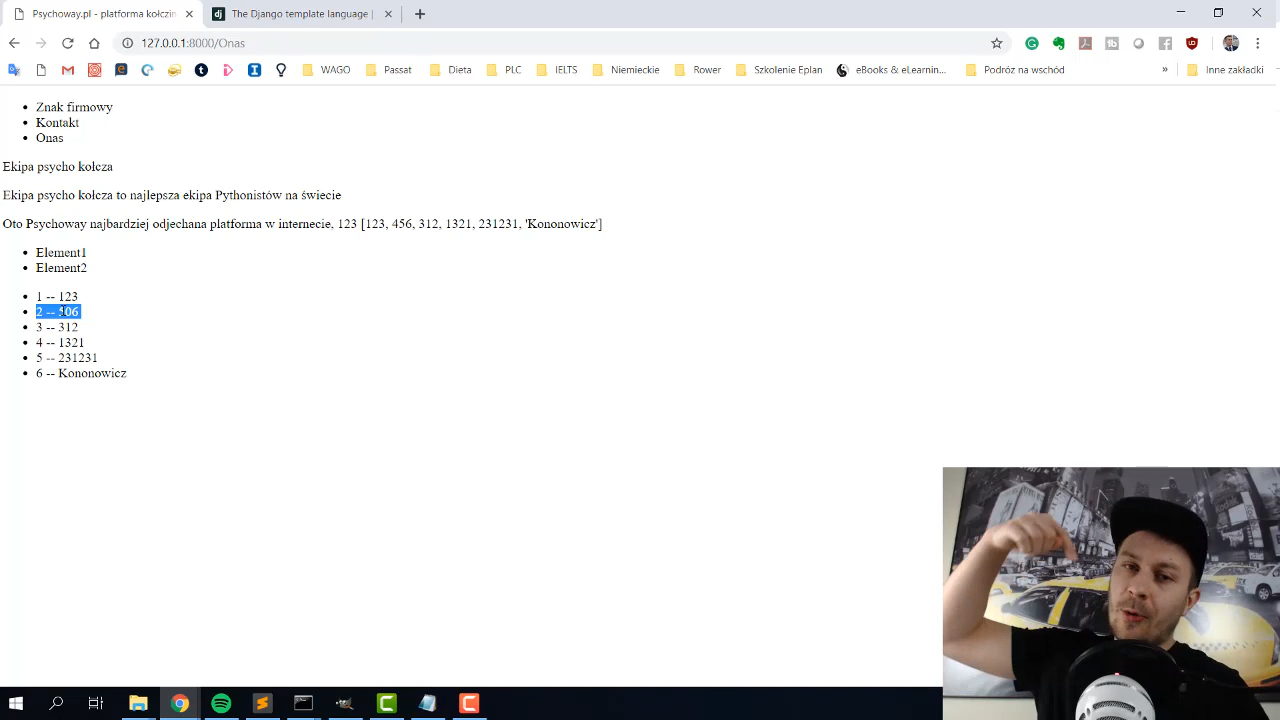 Psychoway.pl - platforma kołczin
The Django template language |
127.0.0.1:8000/Onas
WAGO
Passat
Dieta
PLC
IELTS
Niemieckie
Rower
Szkolenie Eplan
eBooks & eLearnin...
Podróż na wschód
»
Inne zakładki
Znak firmowy
Kontakt
Onas
Ekipa psycho kołcza
Ekipa psycho kołcza to najlepsza ekipa Pythonistów na świecie
Oto Psychoway najbardziej odjechana platforma w internecie, 123 [123, 456, 312, 1321, 231231, 'Kononowicz']
Element1
Element2
1 -- 123
2 -- 506
3 -- 312
4 -- 1321
5 -- 231231
6 -- Kononowicz